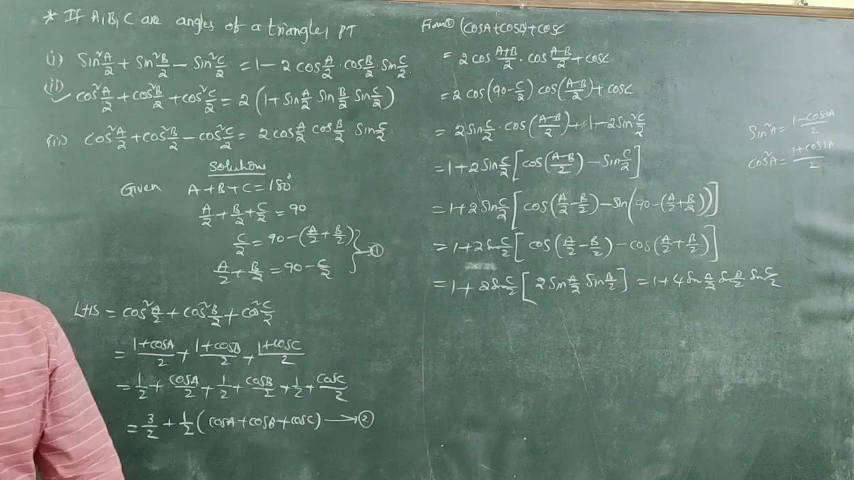 * If A, B, C are angles of a triangle, PT
(i) Sin²A/2 + Sin²B/2 − Sin²C/2 = 1 − 2 cos A/2 · cos B/2 · Sin C/2
(ii) cos²A/2 + cos²B/2 + cos²C/2 = 2 (1 + Sin A/2 Sin B/2 Sin C/2)
(iii) cos²A/2 + cos²B/2 − cos²C/2 = 2 cos A/2 cos B/2 Sin C/2
Solution
Given A + B + C = 180°
A/2 + B/2 + C/2 = 90
C/2 = 90 − (A/2 + B/2)
A/2 + B/2 = 90 − C/2 } → ①
LHS = cos²A/2 + cos²B/2 + cos²C/2
= (1 + cosA)/2 + (1 + cosB)/2 + (1 + cosC)/2
= 1/2 + cosA/2 + 1/2 + cosB/2 + 1/2 + cosC/2
= 3/2 + 1/2 (cosA + cosB + cosC) → ②
From ① (cosA + cosB) + cosC
= 2 cos (A+B)/2 · cos (A−B)/2 + cosC
= 2 cos (90 − C/2) cos ((A−B)/2) + cosC
= 2 Sin C/2 · cos ((A−B)/2) + 1 − 2 Sin²C/2
= 1 + 2 Sin C/2 [cos ((A−B)/2) − Sin C/2]
= 1 + 2 Sin C/2 [cos (A/2 − B/2) − Sin (90 − (A/2 + B/2))]
= 1 + 2 Sin C/2 [cos (A/2 − B/2) − cos (A/2 + B/2)]
= 1 + 2 Sin C/2 [2 Sin A/2 Sin B/2] = 1 + 4 Sin A/2 Sin B/2 Sin C/2
Sin²A = (1 − cos2A)/2
cos²A = (1 + cos2A)/2